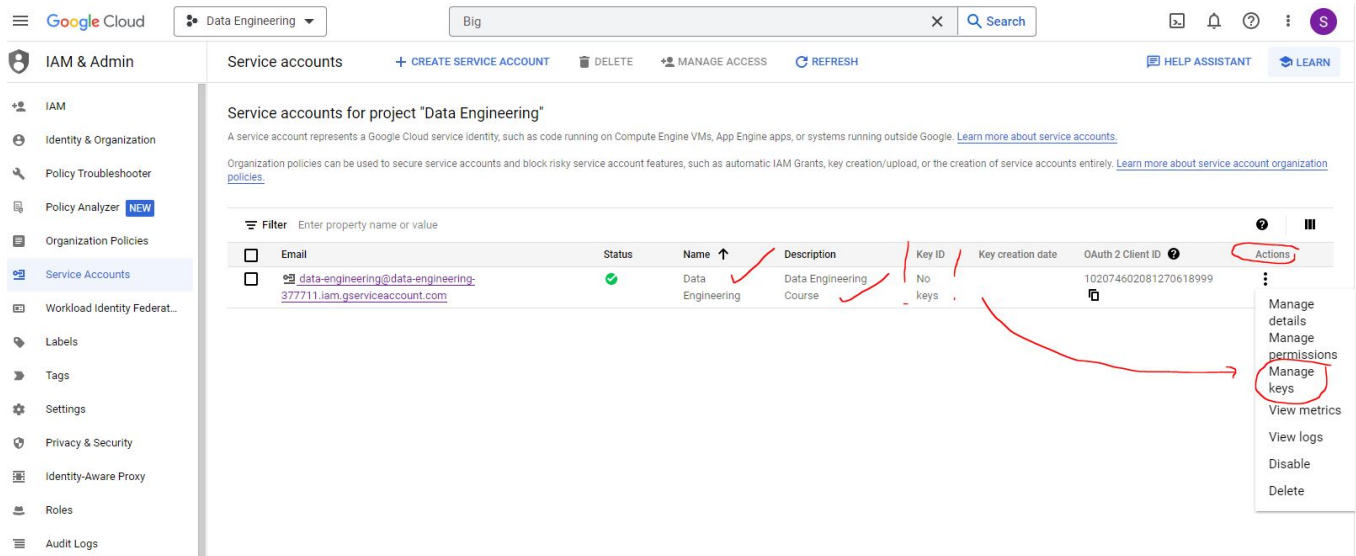 Google Cloud Data Engineering Big Search S
IAM & Admin Service accounts + CREATE SERVICE ACCOUNT DELETE MANAGE ACCESS REFRESH HELP ASSISTANT LEARN
IAM
Identity & Organization
Policy Troubleshooter
Policy Analyzer NEW
Organization Policies
Service Accounts
Workload Identity Federat...
Labels
Tags
Settings
Privacy & Security
Identity-Aware Proxy
Roles
Audit Logs
Service accounts for project "Data Engineering"
A service account represents a Google Cloud service identity, such as code running on Compute Engine VMs, App Engine apps, or systems running outside Google. Learn more about service accounts.
Organization policies can be used to secure service accounts and block risky service account features, such as automatic IAM Grants, key creation/upload, or the creation of service accounts entirely. Learn more about service account organization
policies.
Filter Enter property name or value
Email Status Name Description Key ID Key creation date OAuth 2 Client ID Actions
data-engineering@data-engineering- Data Data Engineering No 102074602081270618999
377711.iam.gserviceaccount.com Engineering Course keys
Manage
details
Manage
permissions
Manage
keys
View metrics
View logs
Disable
Delete